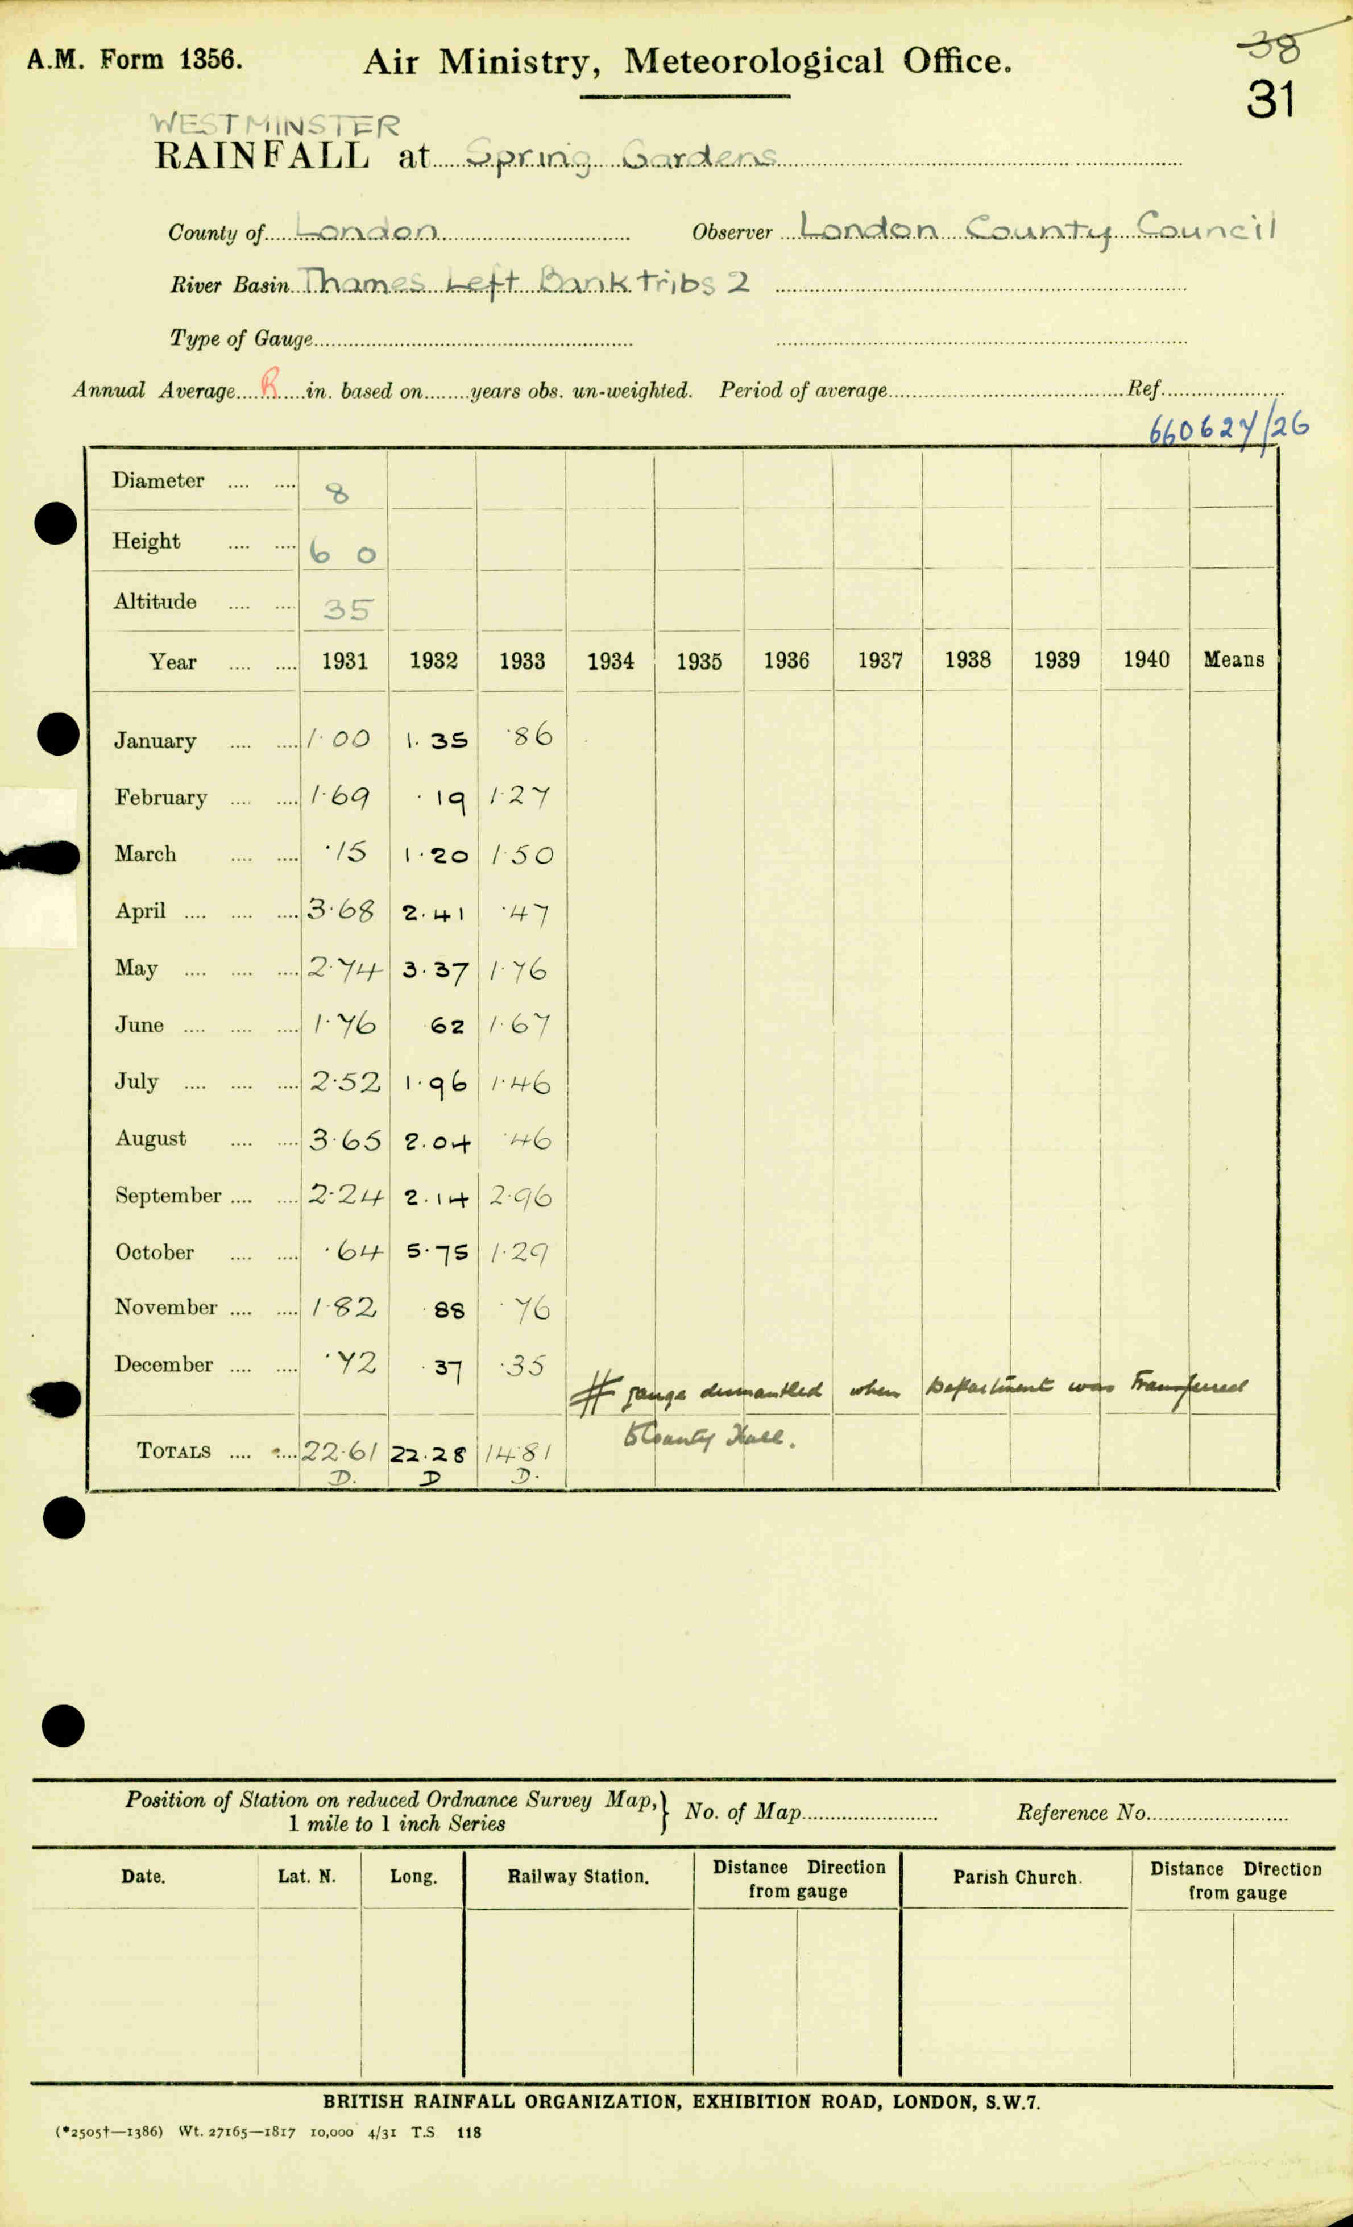 38
A.M. Form 1356. Air Ministry, Meteorological Office.
31
WESTMINSTER
RAINFALL at Spring Gardens
County of London Observer London County Council
River Basin Thames Left Bank tribs 2
Type of Gauge
Annual Average R in. based on years obs. un-weighted. Period of average Ref.
660627/26
Diameter 8
Height 6 0
Altitude 35
Year 1931 1932 1933 1934 1935 1936 1937 1938 1939 1940 Means
January 1.00 1.35 .86
February 1.69 .19 1.27
March .15 1.20 1.50
April 3.68 2.41 .47
May 2.74 3.37 1.76
June 1.76 .62 1.67
July 2.52 1.96 1.46
August 3.65 2.04 .46
September 2.24 2.14 2.96
October .64 5.75 1.29
November 1.82 .88 .76
December .72 .37 .35
# gauge dismantled when Department was Transferred
to County Hall.
TOTALS 22.61 22.28 14.81
D. D D.
Position of Station on reduced Ordnance Survey Map, } No. of Map Reference No.
1 mile to 1 inch Series
Date. Lat. N. Long. Railway Station. Distance Direction from gauge Parish Church. Distance Direction from gauge
BRITISH RAINFALL ORGANIZATION, EXHIBITION ROAD, LONDON, S.W.7.
(*2505†—1386) Wt. 27165—1817 10,000 4/31 T.S 118